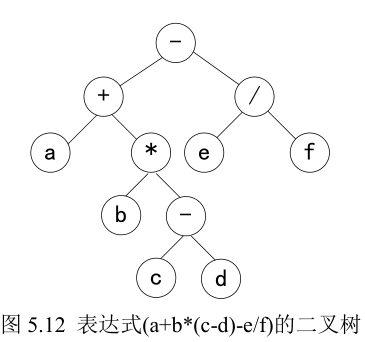 -
+ /
a * e f
b -
c d
图 5.12 表达式(a+b*(c-d)-e/f)的二叉树